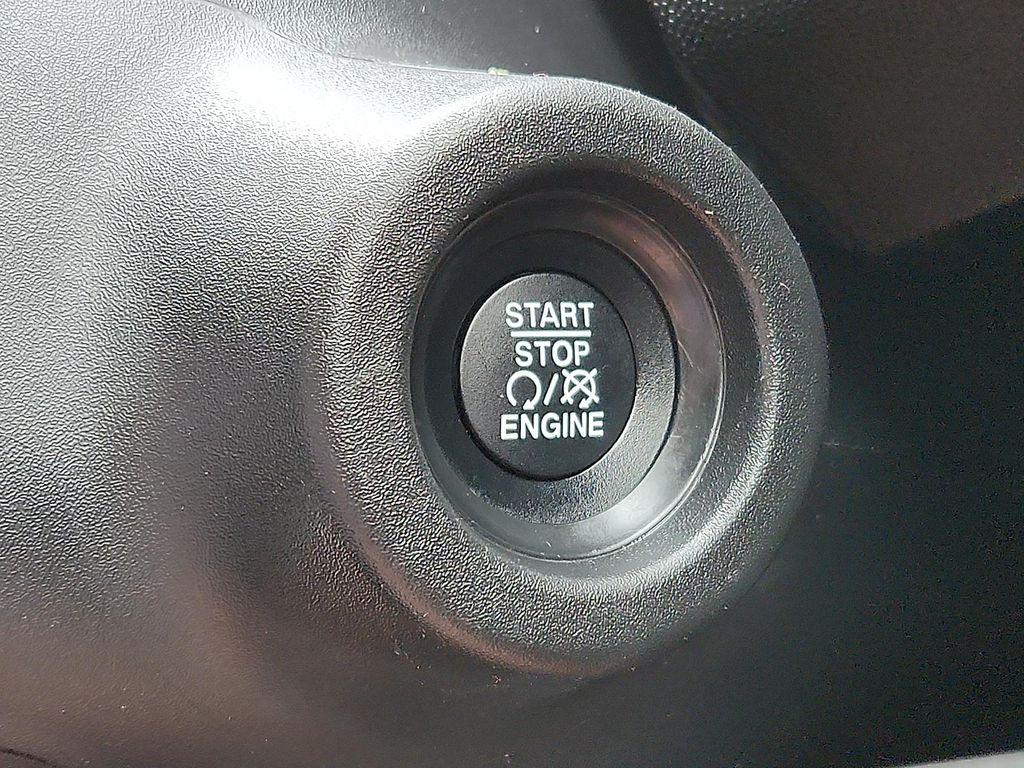 START
STOP
/
ENGINE